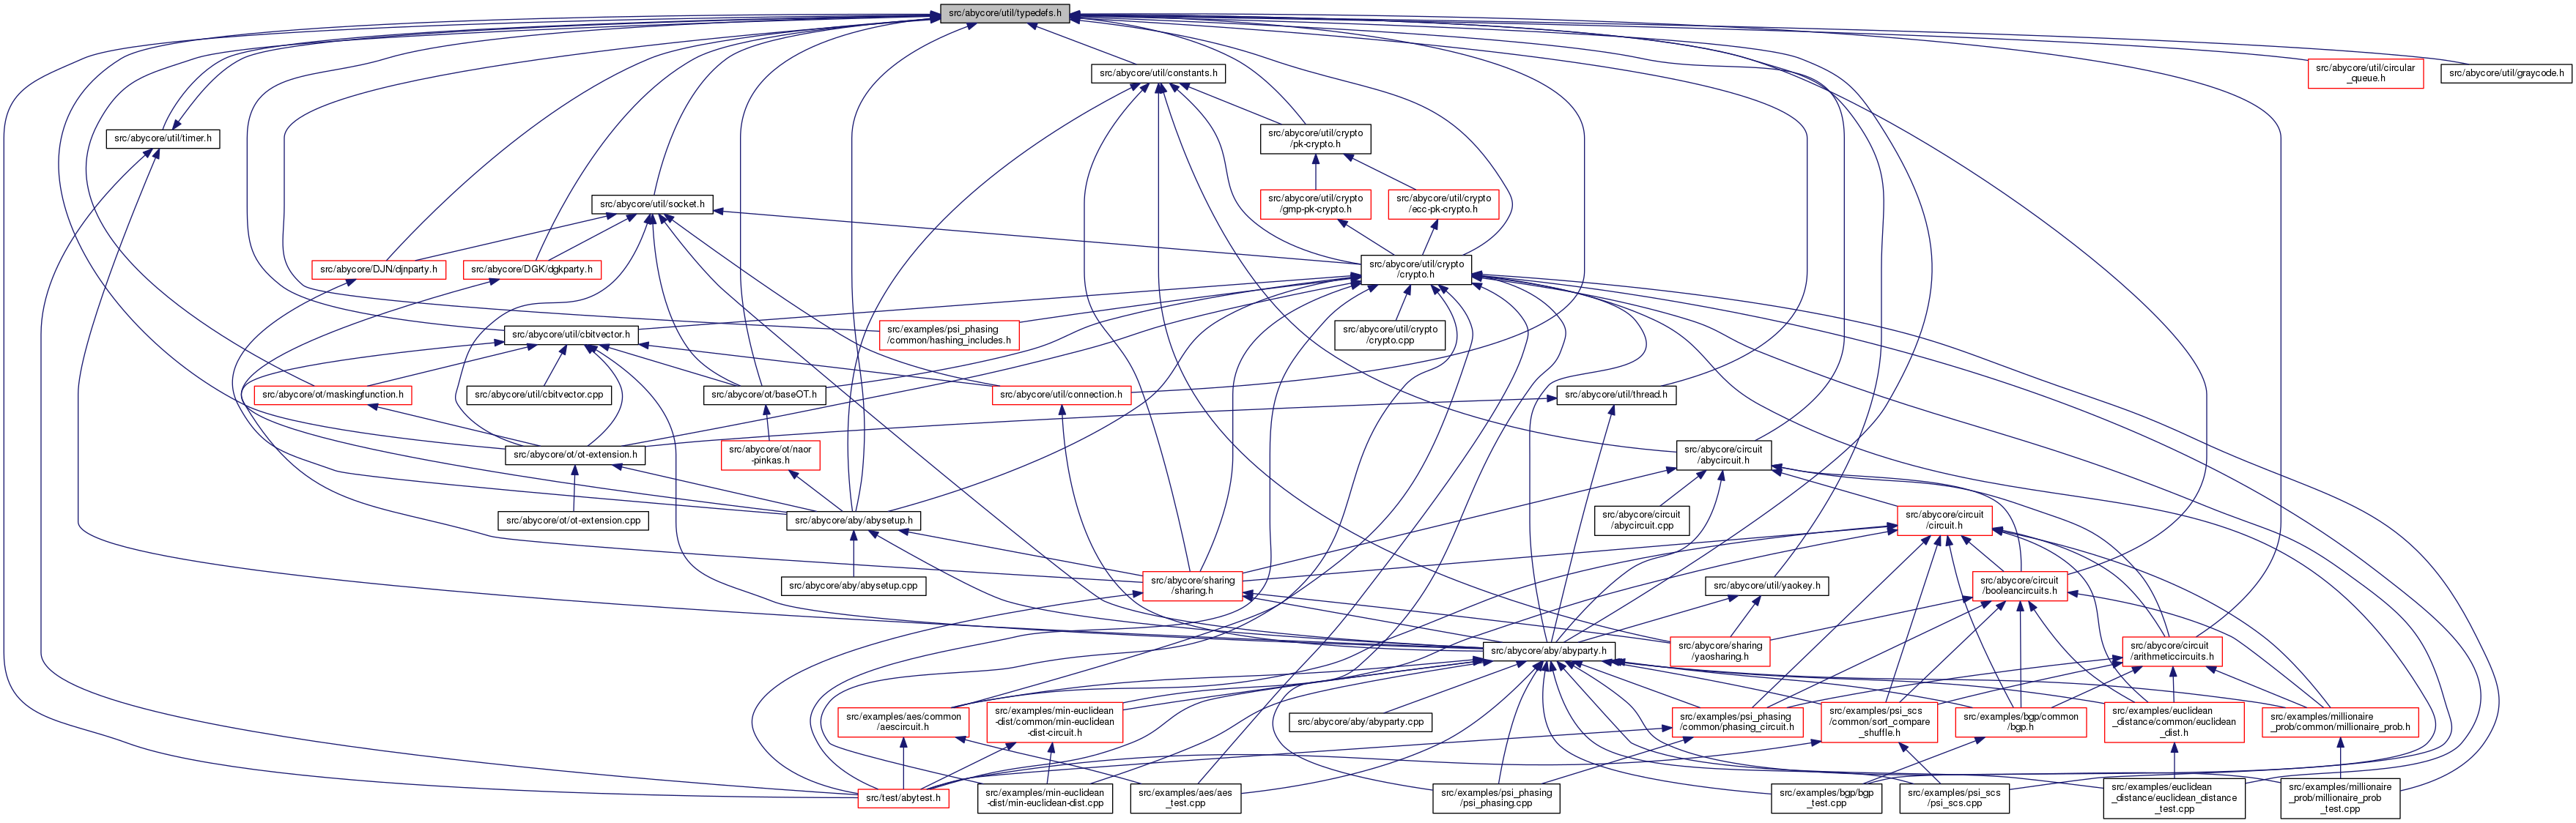 src/abycore/util/typedefs.h
src/abycore/util/constants.h
src/abycore/util/circular
_queue.h
src/abycore/util/graycode.h
src/abycore/util/timer.h
src/abycore/util/crypto
/pk-crypto.h
src/abycore/util/socket.h
src/abycore/util/crypto
/gmp-pk-crypto.h
src/abycore/util/crypto
/ecc-pk-crypto.h
src/abycore/DJN/djnparty.h
src/abycore/DGK/dgkparty.h
src/abycore/util/crypto
/crypto.h
src/abycore/util/cbitvector.h
src/examples/psi_phasing
/common/hashing_includes.h
src/abycore/util/crypto
/crypto.cpp
src/abycore/ot/maskingfunction.h
src/abycore/util/cbitvector.cpp
src/abycore/ot/baseOT.h
src/abycore/util/connection.h
src/abycore/util/thread.h
src/abycore/ot/ot-extension.h
src/abycore/ot/naor
-pinkas.h
src/abycore/circuit
/abycircuit.h
src/abycore/ot/ot-extension.cpp
src/abycore/aby/abysetup.h
src/abycore/circuit
/abycircuit.cpp
src/abycore/circuit
/circuit.h
src/abycore/aby/abysetup.cpp
src/abycore/sharing
/sharing.h
src/abycore/util/yaokey.h
src/abycore/circuit
/booleancircuits.h
src/abycore/aby/abyparty.h
src/abycore/sharing
/yaosharing.h
src/abycore/circuit
/arithmeticcircuits.h
src/examples/aes/common
/aescircuit.h
src/examples/min-euclidean
-dist/common/min-euclidean
-dist-circuit.h
src/abycore/aby/abyparty.cpp
src/examples/psi_phasing
/common/phasing_circuit.h
src/examples/psi_scs
/common/sort_compare
_shuffle.h
src/examples/bgp/common
/bgp.h
src/examples/euclidean
_distance/common/euclidean
_dist.h
src/examples/millionaire
_prob/common/millionaire_prob.h
src/test/abytest.h
src/examples/min-euclidean
-dist/min-euclidean-dist.cpp
src/examples/aes/aes
_test.cpp
src/examples/psi_phasing
/psi_phasing.cpp
src/examples/bgp/bgp
_test.cpp
src/examples/psi_scs
/psi_scs.cpp
src/examples/euclidean
_distance/euclidean_distance
_test.cpp
src/examples/millionaire
_prob/millionaire_prob
_test.cpp